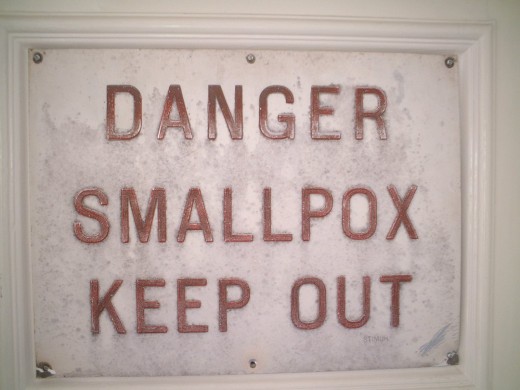 DANGER
SMALLPOX
KEEP OUT